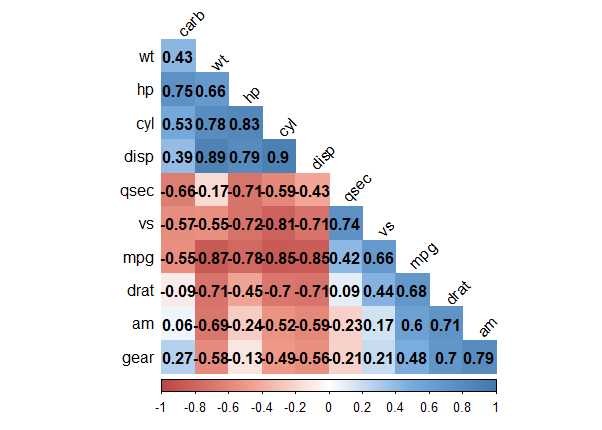 carb
wt 0.43 wt
hp 0.75 0.66 hp
cyl 0.53 0.78 0.83 cyl
disp 0.39 0.89 0.79 0.9 disp
qsec -0.66 -0.17 -0.71 -0.59 -0.43 qsec
vs -0.57 -0.55 -0.72 -0.81 -0.71 0.74 vs
mpg -0.55 -0.87 -0.78 -0.85 -0.85 0.42 0.66 mpg
drat -0.09 -0.71 -0.45 -0.7 -0.71 0.09 0.44 0.68 drat
am 0.06 -0.69 -0.24 -0.52 -0.59 -0.23 0.17 0.6 0.71 am
gear 0.27 -0.58 -0.13 -0.49 -0.56 -0.21 0.21 0.48 0.7 0.79
-1 -0.8 -0.6 -0.4 -0.2 0 0.2 0.4 0.6 0.8 1